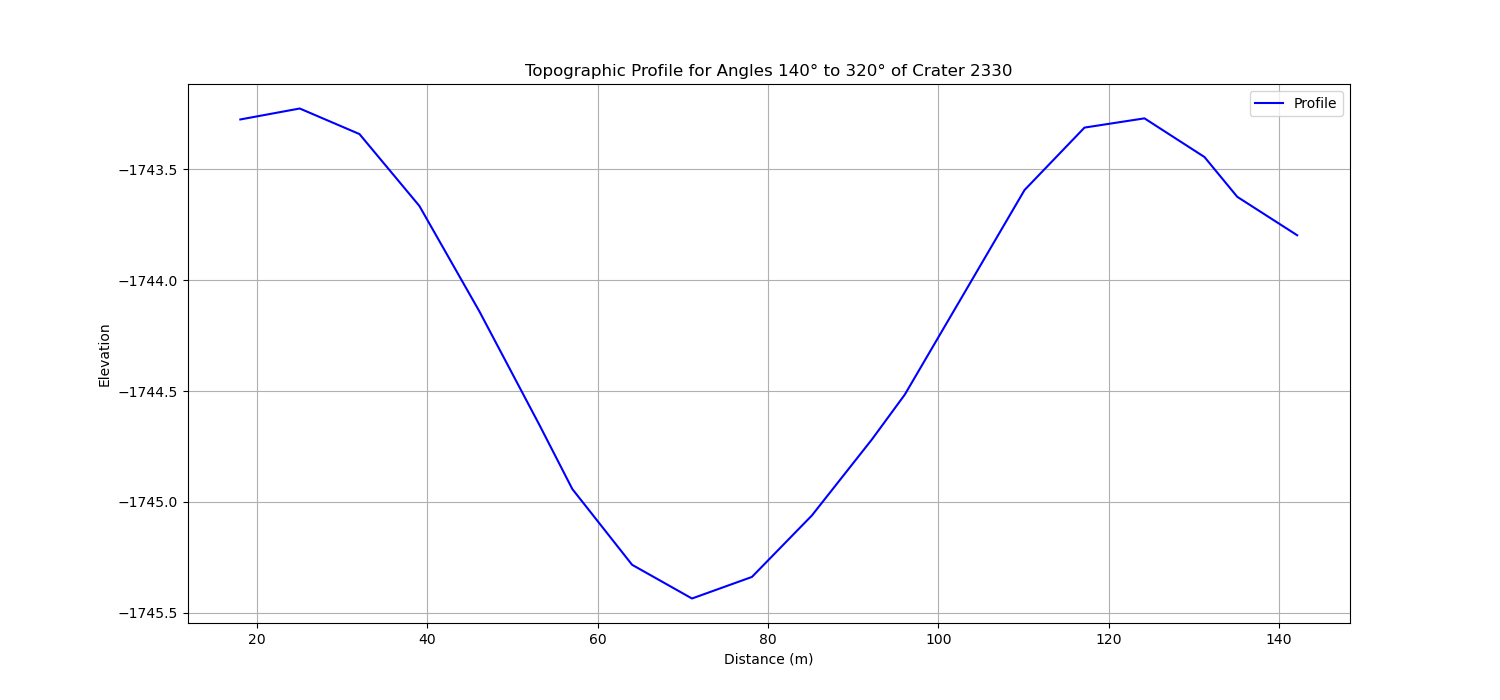 Topographic Profile for Angles 140° to 320° of Crater 2330
Profile
−1743.5
−1744.0
−1744.5
−1745.0
−1745.5
Elevation
20 40 60 80 100 120 140
Distance (m)